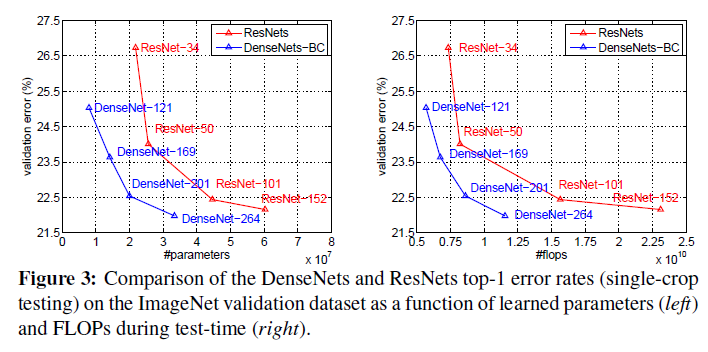 27.5
26.5
25.5
24.5
23.5
22.5
21.5
validation error (%)
ResNets
DenseNets−BC
ResNet−34
DenseNet−121
ResNet−50
DenseNet−169
DenseNet−201
ResNet−101
ResNet−152
DenseNet−264
0 1 2 3 4 5 6 7 8
#parameters
x 10^7
27.5
26.5
25.5
24.5
23.5
22.5
21.5
validation error (%)
ResNets
DenseNets−BC
ResNet−34
DenseNet−121
ResNet−50
DenseNet−169
DenseNet−201
ResNet−101
ResNet−152
DenseNet−264
0.5 0.75 1 1.25 1.5 1.75 2 2.25 2.5
#flops
x 10^10
Figure 3: Comparison of the DenseNets and ResNets top-1 error rates (single-crop
testing) on the ImageNet validation dataset as a function of learned parameters (left)
and FLOPs during test-time (right).